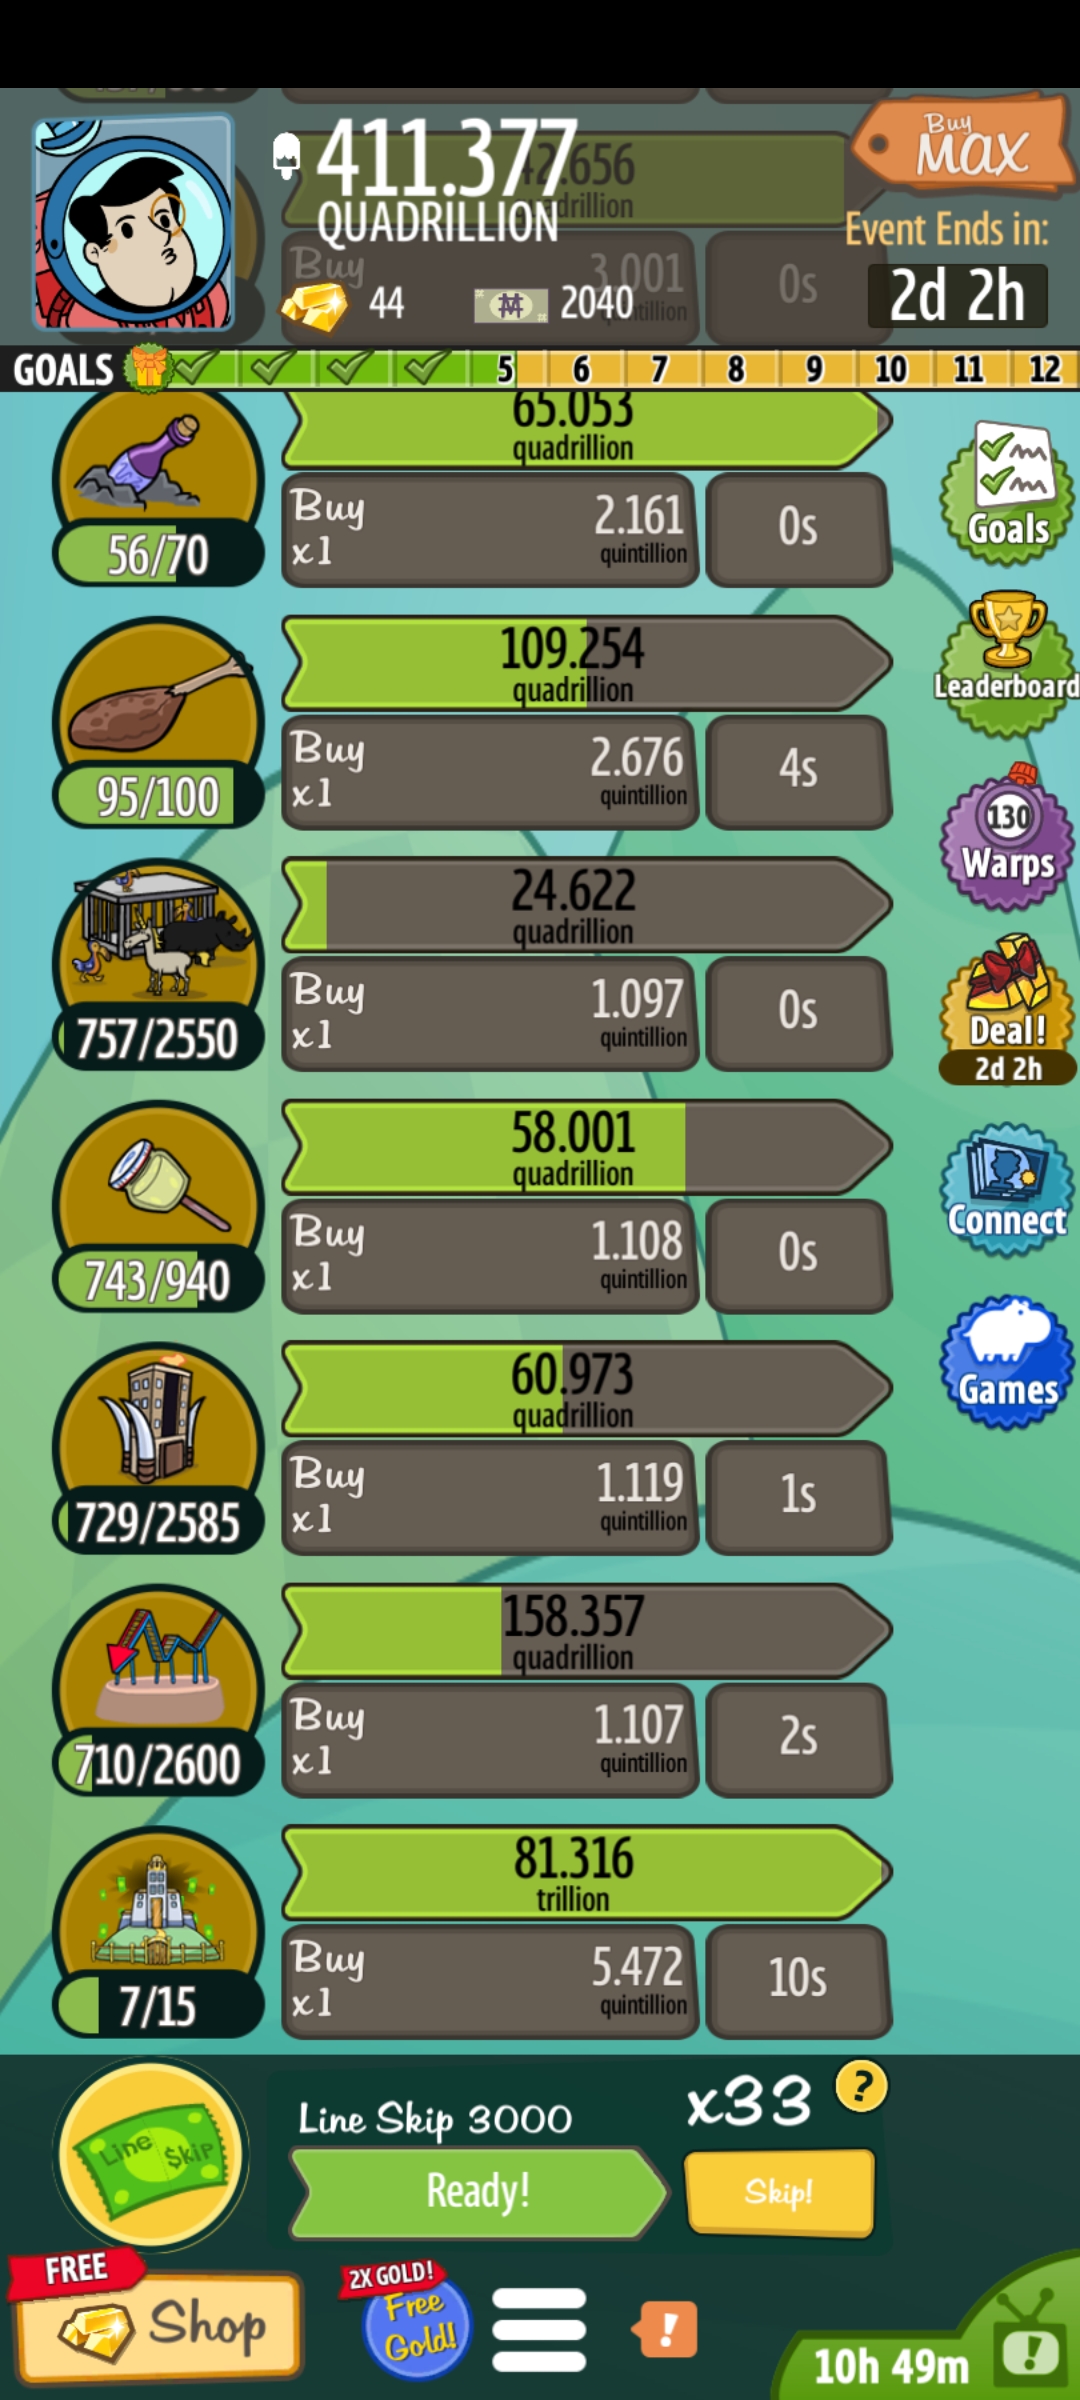 411.377
QUADRILLION
44
2040
Buy
MAX
Event Ends in:
2d 2h
42.656
quadrillion
Buy
3.001
0s
GOALS
5
6
7
8
9
10
11
12
65.053
quadrillion
56/70
Buy
x1
2.161
quintillion
0s
109.254
quadrillion
95/100
Buy
x1
2.676
quintillion
4s
24.622
quadrillion
757/2550
Buy
x1
1.097
quintillion
0s
58.001
quadrillion
743/940
Buy
x1
1.108
quintillion
0s
60.973
quadrillion
729/2585
Buy
x1
1.119
quintillion
1s
158.357
quadrillion
710/2600
Buy
x1
1.107
quintillion
2s
81.316
trillion
7/15
Buy
x1
5.472
quintillion
10s
Goals
Leaderboard
130
Warps
Deal!
2d 2h
Connect
Games
Line $kip
Line Skip 3000
x33
?
Ready!
Skip!
FREE
Shop
2X GOLD!
Free
Gold!
!
10h 49m
!